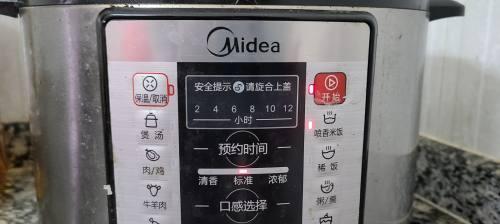 Midea
安全提示 请旋合上盖
保温/取消
开始
2 4 6 8 10 12
小时
煲汤
喷香米饭
预约时间
肉/鸡
稀饭
清香 标准 浓郁
牛羊肉
粥/
口感选择